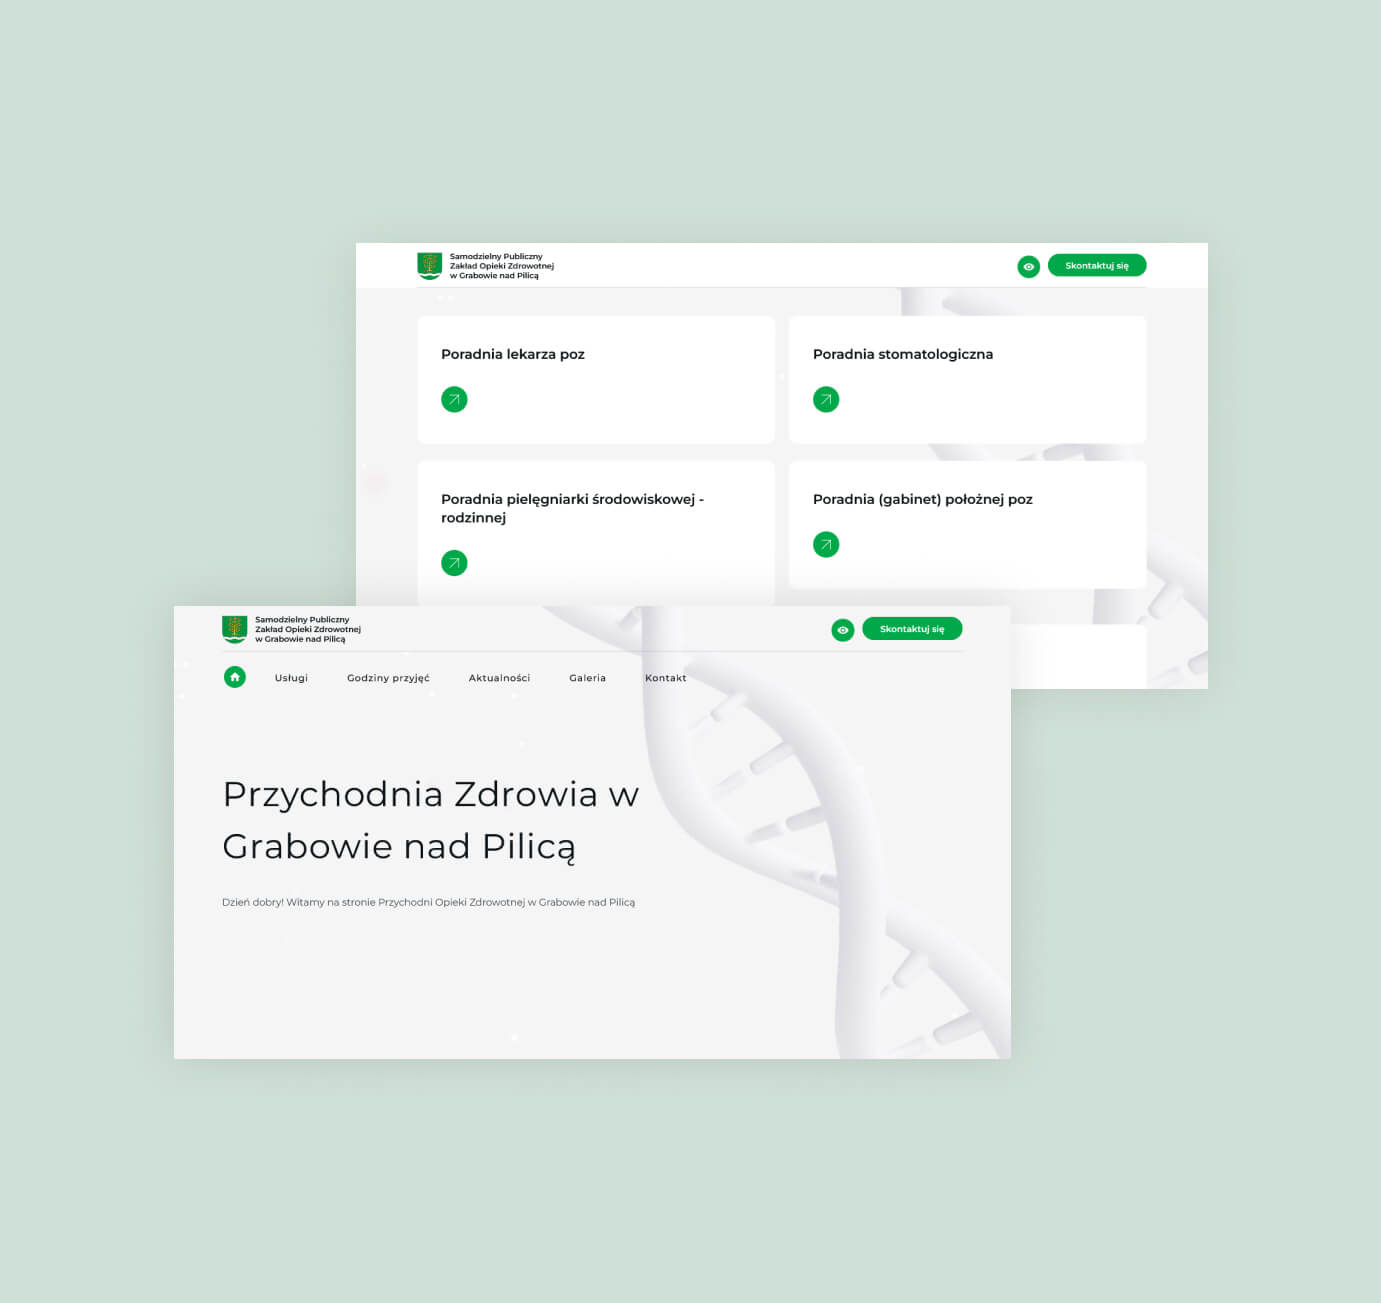 Samodzielny Publiczny
Zakład Opieki Zdrowotnej
w Grabowie nad Pilicą
Skontaktuj się
Poradnia lekarza poz
Poradnia stomatologiczna
Poradnia pielęgniarki środowiskowej -
rodzinnej
Poradnia (gabinet) położnej poz
Samodzielny Publiczny
Zakład Opieki Zdrowotnej
w Grabowie nad Pilicą
Skontaktuj się
Usługi
Godziny przyjęć
Aktualności
Galeria
Kontakt
Przychodnia Zdrowia w
Grabowie nad Pilicą
Dzień dobry! Witamy na stronie Przychodni Opieki Zdrowotnej w Grabowie nad Pilicą